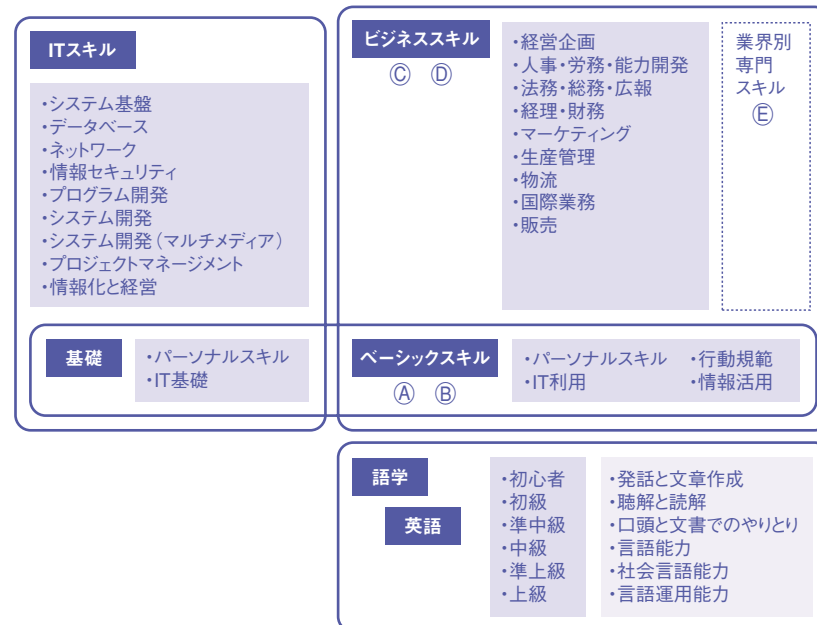 ITスキル
・システム基盤
・データベース
・ネットワーク
・情報セキュリティ
・プログラム開発
・システム開発
・システム開発(マルチメディア)
・プロジェクトマネージメント
・情報化と経営
ビジネススキル
Ⓒ Ⓓ
・経営企画
・人事・労務・能力開発
・法務・総務・広報
・経理・財務
・マーケティング
・生産管理
・物流
・国際業務
・販売
業界別
専門
スキル
Ⓔ
基礎
・パーソナルスキル
・IT基礎
ベーシックスキル
Ⓐ Ⓑ
・パーソナルスキル ・行動規範
・IT利用 ・情報活用
語学
英語
・初心者
・初級
・準中級
・中級
・準上級
・上級
・発話と文章作成
・聴解と読解
・口頭と文書でのやりとり
・言語能力
・社会言語能力
・言語運用能力